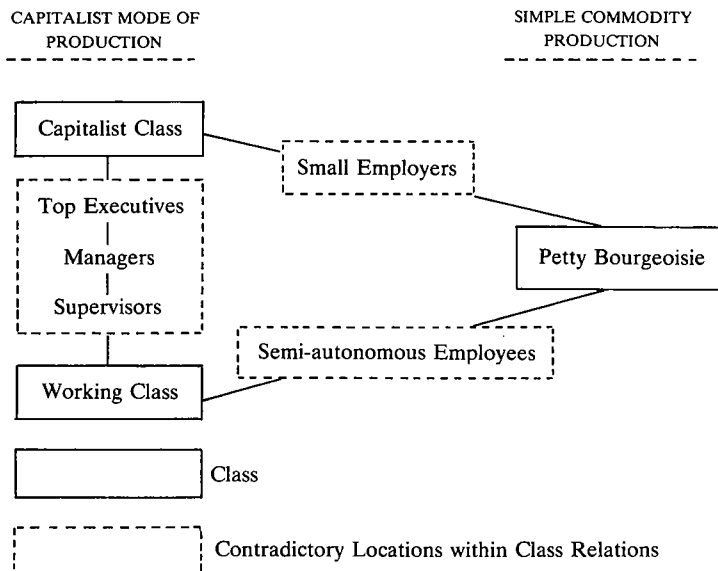 CAPITALIST MODE OF
PRODUCTION
SIMPLE COMMODITY
PRODUCTION
Capitalist Class
Small Employers
Top Executives
Managers
Supervisors
Petty Bourgeoisie
Semi-autonomous Employees
Working Class
Class
Contradictory Locations within Class Relations